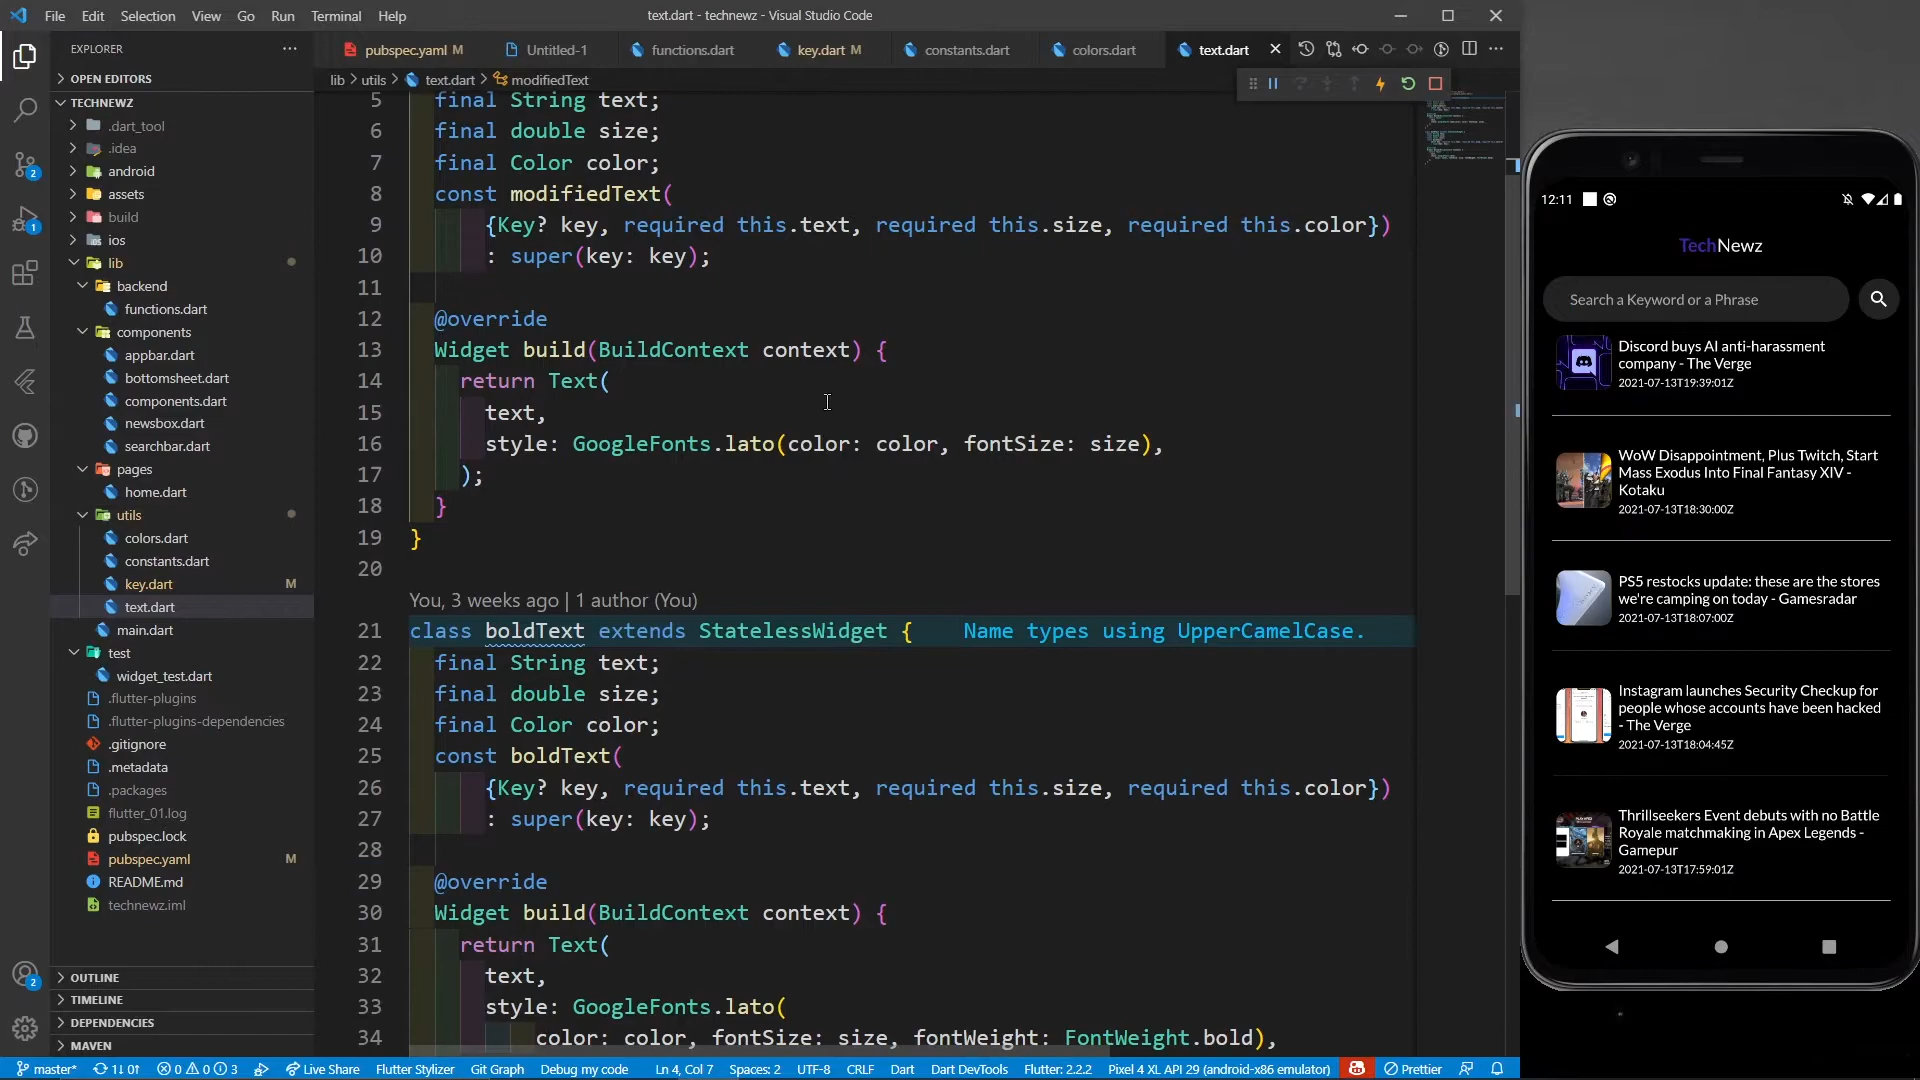 File Edit Selection View Go Run Terminal Help
text.dart - technewz - Visual Studio Code
EXPLORER
OPEN EDITORS
TECHNEWZ
.dart_tool
.idea
android
assets
build
ios
lib
backend
functions.dart
components
appbar.dart
bottomsheet.dart
components.dart
newsbox.dart
searchbar.dart
pages
home.dart
utils
colors.dart
constants.dart
key.dart M
text.dart
main.dart
test
widget_test.dart
.flutter-plugins
.flutter-plugins-dependencies
.gitignore
.metadata
.packages
flutter_01.log
pubspec.lock
pubspec.yaml M
README.md
technewz.iml
OUTLINE
TIMELINE
DEPENDENCIES
MAVEN
2
1
2
pubspec.yaml M Untitled-1 functions.dart key.dart M constants.dart colors.dart text.dart
lib > utils > text.dart > modifiedText
5 final String text;
6 final double size;
7 final Color color;
8 const modifiedText(
9 {Key? key, required this.text, required this.size, required this.color})
10 : super(key: key);
11
12 @override
13 Widget build(BuildContext context) {
14 return Text(
15 text,
16 style: GoogleFonts.lato(color: color, fontSize: size),
17 );
18 }
19 }
20
You, 3 weeks ago | 1 author (You)
21 class boldText extends StatelessWidget { Name types using UpperCamelCase.
22 final String text;
23 final double size;
24 final Color color;
25 const boldText(
26 {Key? key, required this.text, required this.size, required this.color})
27 : super(key: key);
28
29 @override
30 Widget build(BuildContext context) {
31 return Text(
32 text,
33 style: GoogleFonts.lato(
34 color: color, fontSize: size, fontWeight: FontWeight.bold),
master* 1↓ 0↑ 0 0 3 Live Share Flutter Stylizer Git Graph Debug my code Ln 4, Col 7 Spaces: 2 UTF-8 CRLF Dart Dart DevTools Flutter: 2.2.2 Pixel 4 XL API 29 (android-x86 emulator) Prettier
12:11
TechNewz
Search a Keyword or a Phrase
Discord buys AI anti-harassment
company - The Verge
2021-07-13T19:39:01Z
WoW Disappointment, Plus Twitch, Start
Mass Exodus Into Final Fantasy XIV -
Kotaku
2021-07-13T18:30:00Z
PS5 restocks update: these are the stores
we're camping on today - Gamesradar
2021-07-13T18:07:00Z
Instagram launches Security Checkup for
people whose accounts have been hacked
- The Verge
2021-07-13T18:04:45Z
Thrillseekers Event debuts with no Battle
Royale matchmaking in Apex Legends -
Gamepur
2021-07-13T17:59:01Z